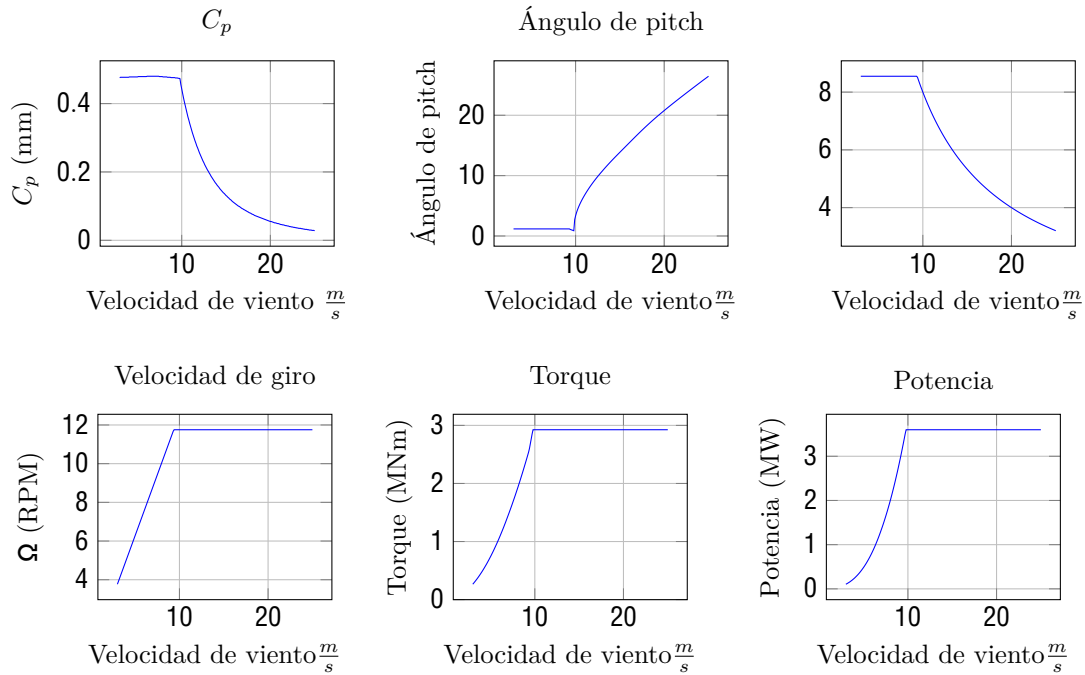 C_p
0.4
0.2
0
C_p (mm)
10 20
Velocidad de viento m/s
Ángulo de pitch
20
10
0
Ángulo de pitch
10 20
Velocidad de viento m/s
8
6
4
10 20
Velocidad de viento m/s
Velocidad de giro
12
10
8
6
4
Ω (RPM)
10 20
Velocidad de viento m/s
Torque
3
2
1
0
Torque (MNm)
10 20
Velocidad de viento m/s
Potencia
3
2
1
0
Potencia (MW)
10 20
Velocidad de viento m/s